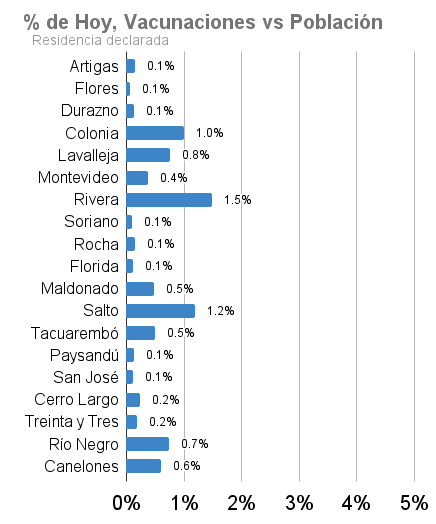 % de Hoy, Vacunaciones vs Población
Residencia declarada
Artigas 0.1%
Flores 0.1%
Durazno 0.1%
Colonia 1.0%
Lavalleja 0.8%
Montevideo 0.4%
Rivera 1.5%
Soriano 0.1%
Rocha 0.1%
Florida 0.1%
Maldonado 0.5%
Salto 1.2%
Tacuarembó 0.5%
Paysandú 0.1%
San José 0.1%
Cerro Largo 0.2%
Treinta y Tres 0.2%
Río Negro 0.7%
Canelones 0.6%
0% 1% 2% 3% 4% 5%